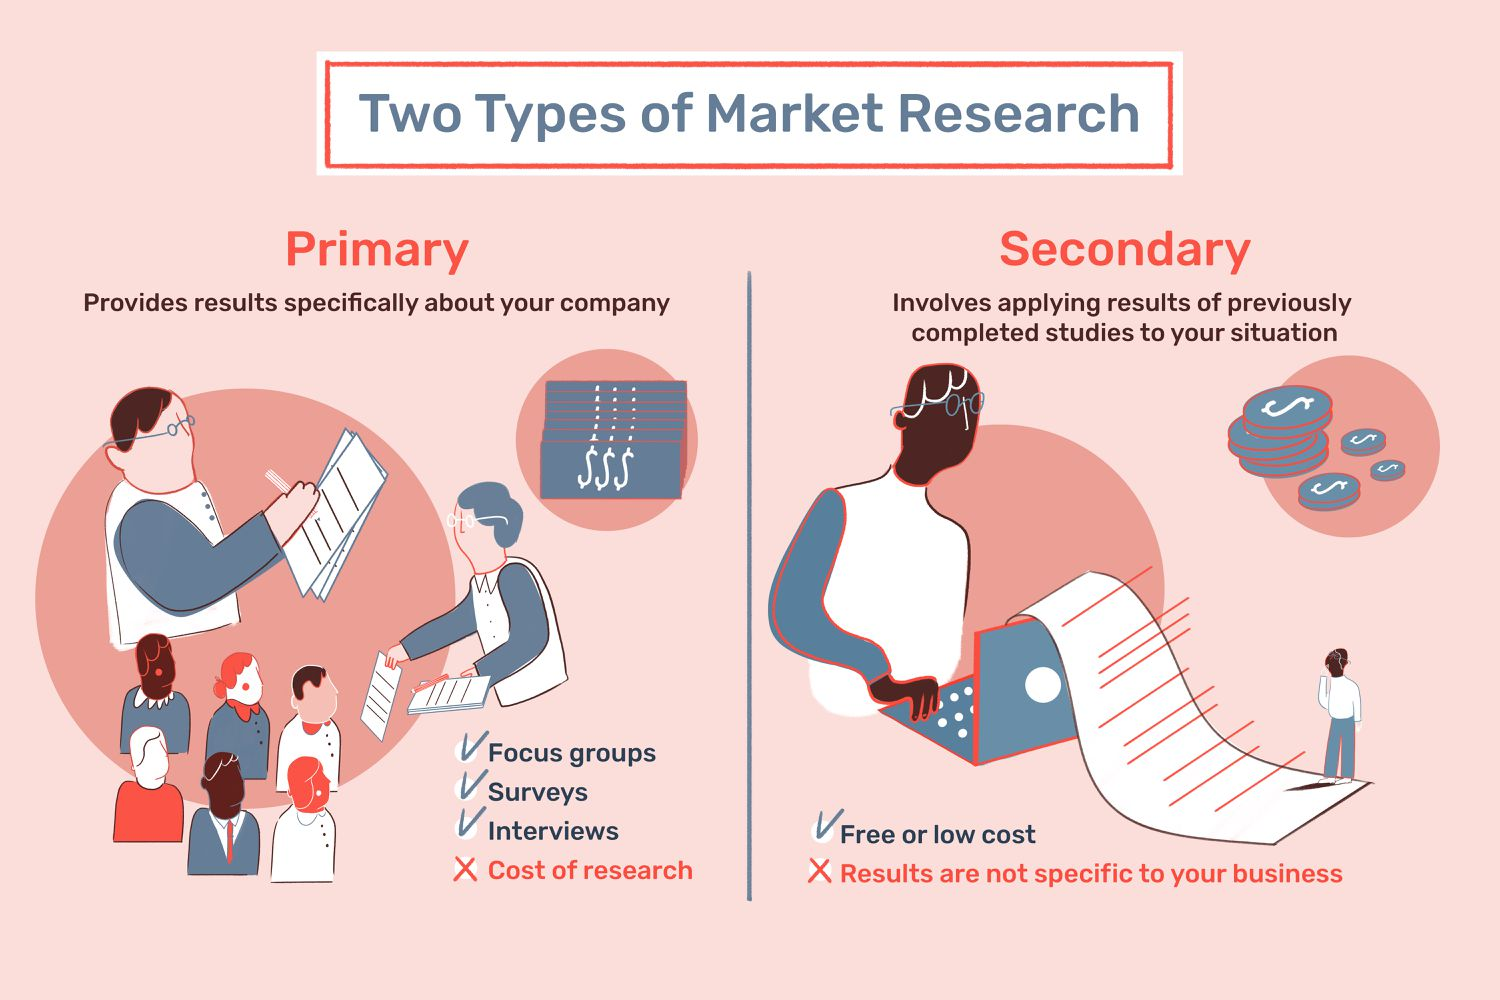 Two Types of Market Research
Primary
Provides results specifically about your company
Focus groups
Surveys
Interviews
Cost of research
Secondary
Involves applying results of previously
completed studies to your situation
Free or low cost
Results are not specific to your business